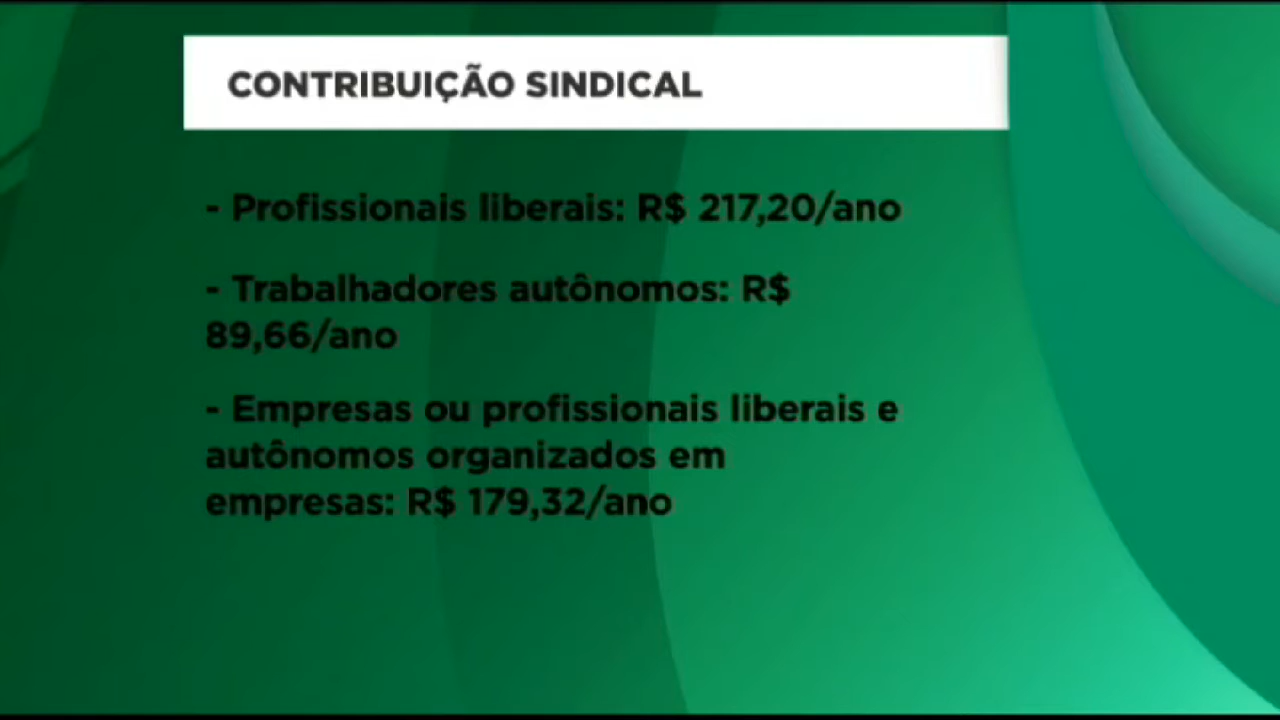 CONTRIBUIÇÃO SINDICAL
- Profissionais liberais: R$ 217,20/ano
- Trabalhadores autônomos: R$
89,66/ano
- Empresas ou profissionais liberais e
autônomos organizados em
empresas: R$ 179,32/ano